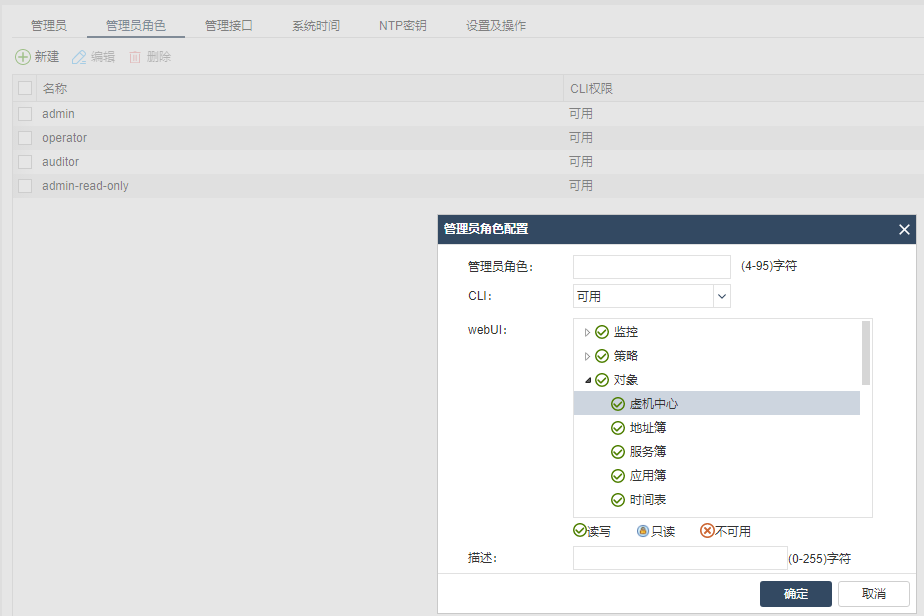 管理员 管理员角色 管理接口 系统时间 NTP密钥 设置及操作
新建 编辑 删除
名称 CLI权限
admin 可用
operator 可用
auditor 可用
admin-read-only 可用
管理员角色配置
管理员角色: (4-95)字符
CLI: 可用
webUI: 监控
策略
对象
虚机中心
地址簿
服务簿
应用簿
时间表
读写 只读 不可用
描述: (0-255)字符
确定 取消